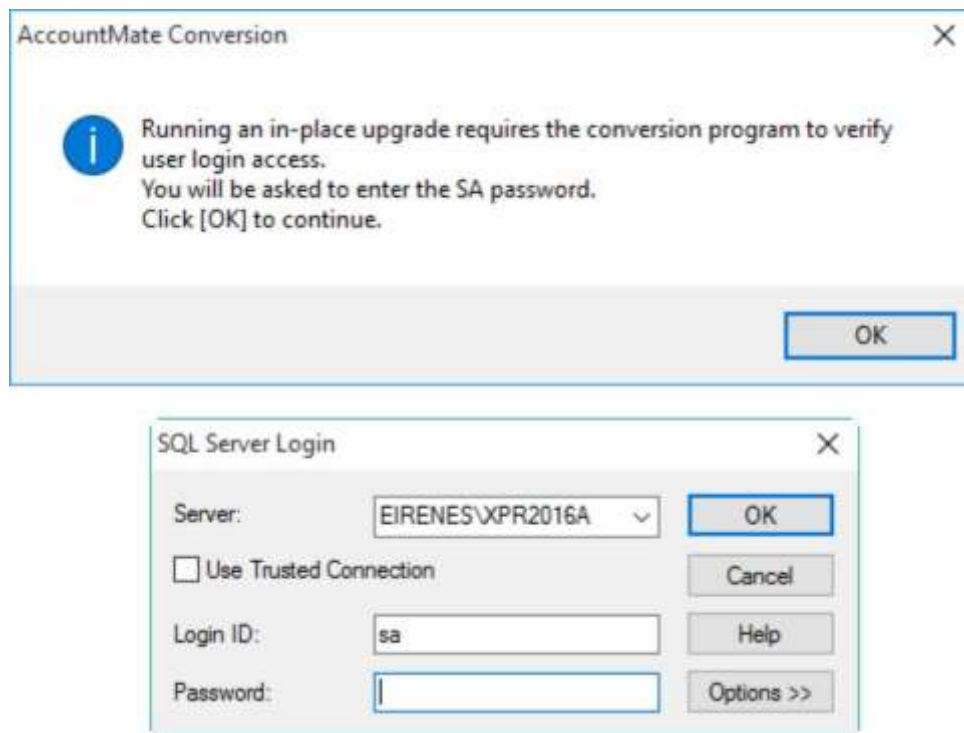 AccountMate Conversion
Running an in-place upgrade requires the conversion program to verify
user login access.
You will be asked to enter the SA password.
Click [OK] to continue.
OK
SQL Server Login
Server: EIRENES\XPR2016A OK
Use Trusted Connection Cancel
Login ID: sa Help
Password: Options >>